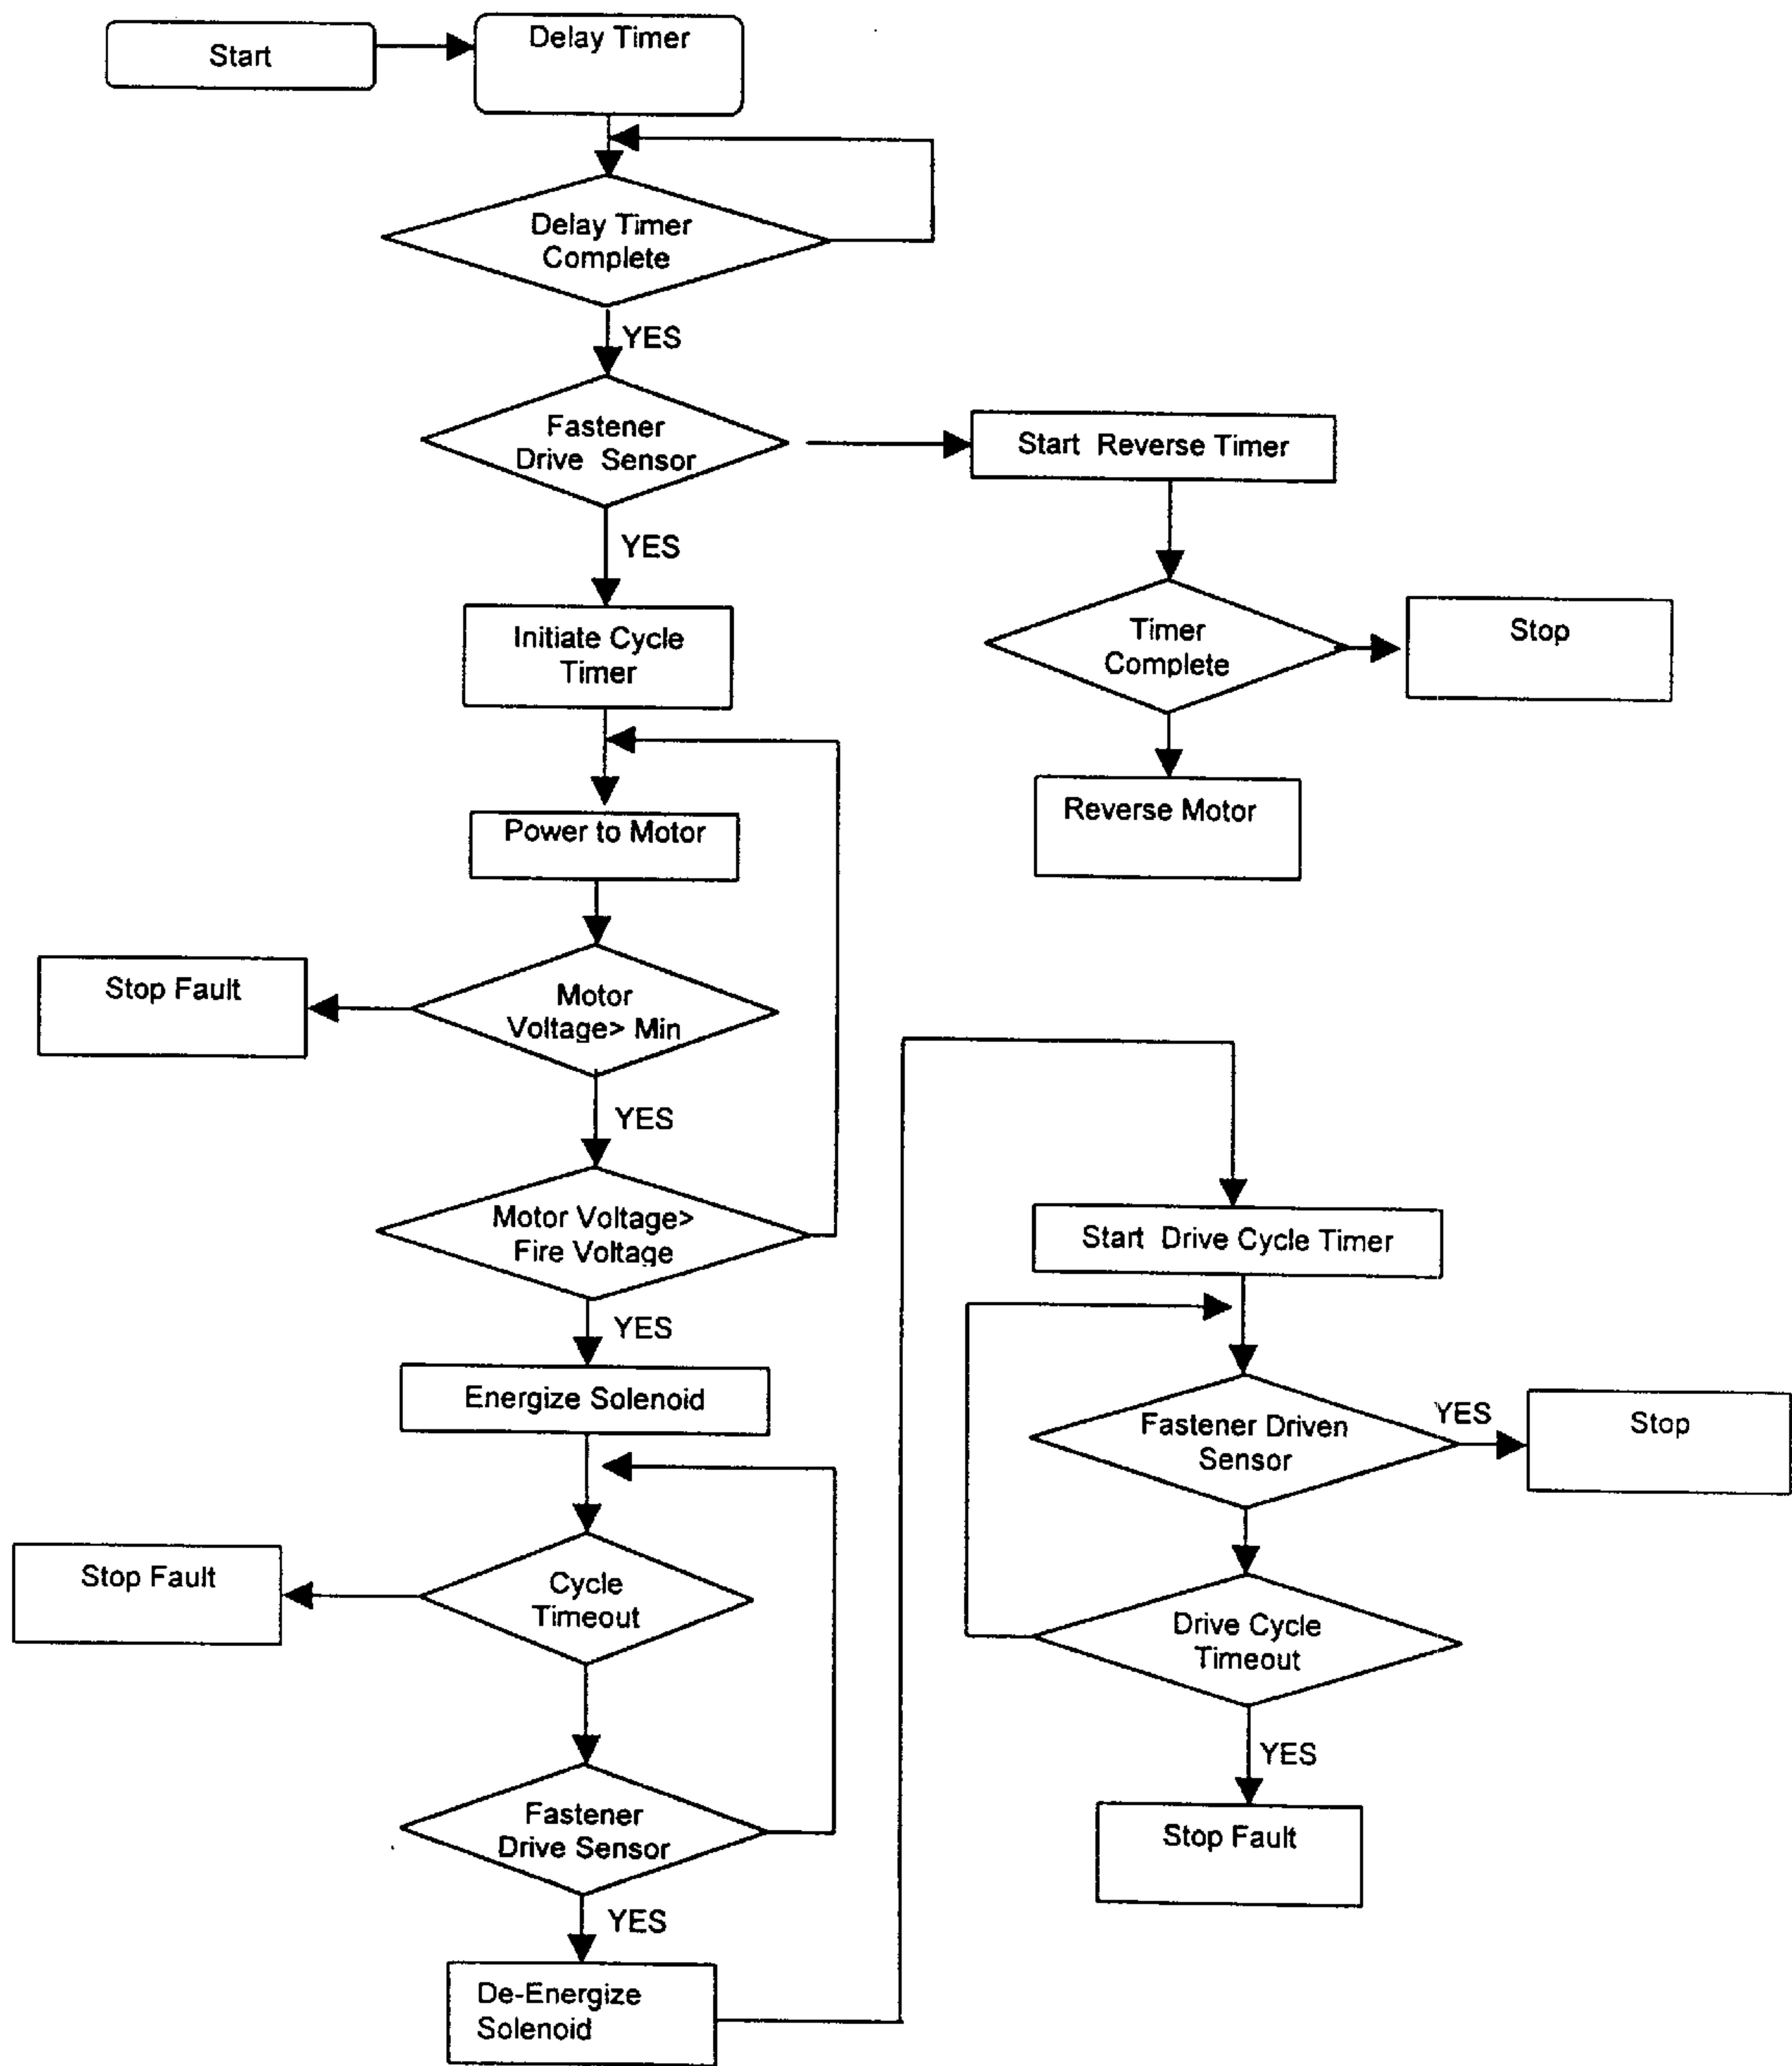 Start
Delay Timer
Delay Timer
Complete
YES
Fastener
Drive Sensor
Start Reverse Timer
YES
Initiate Cycle
Timer
Timer
Complete
Stop
Reverse Motor
Power to Motor
Stop Fault
Motor
Voltage> Min
YES
Motor Voltage>
Fire Voltage
YES
Energize Solenoid
Stop Fault
Cycle
Timeout
Fastener
Drive Sensor
YES
De-Energize
Solenoid
Start Drive Cycle Timer
Fastener Driven
Sensor
YES
Stop
Drive Cycle
Timeout
YES
Stop Fault